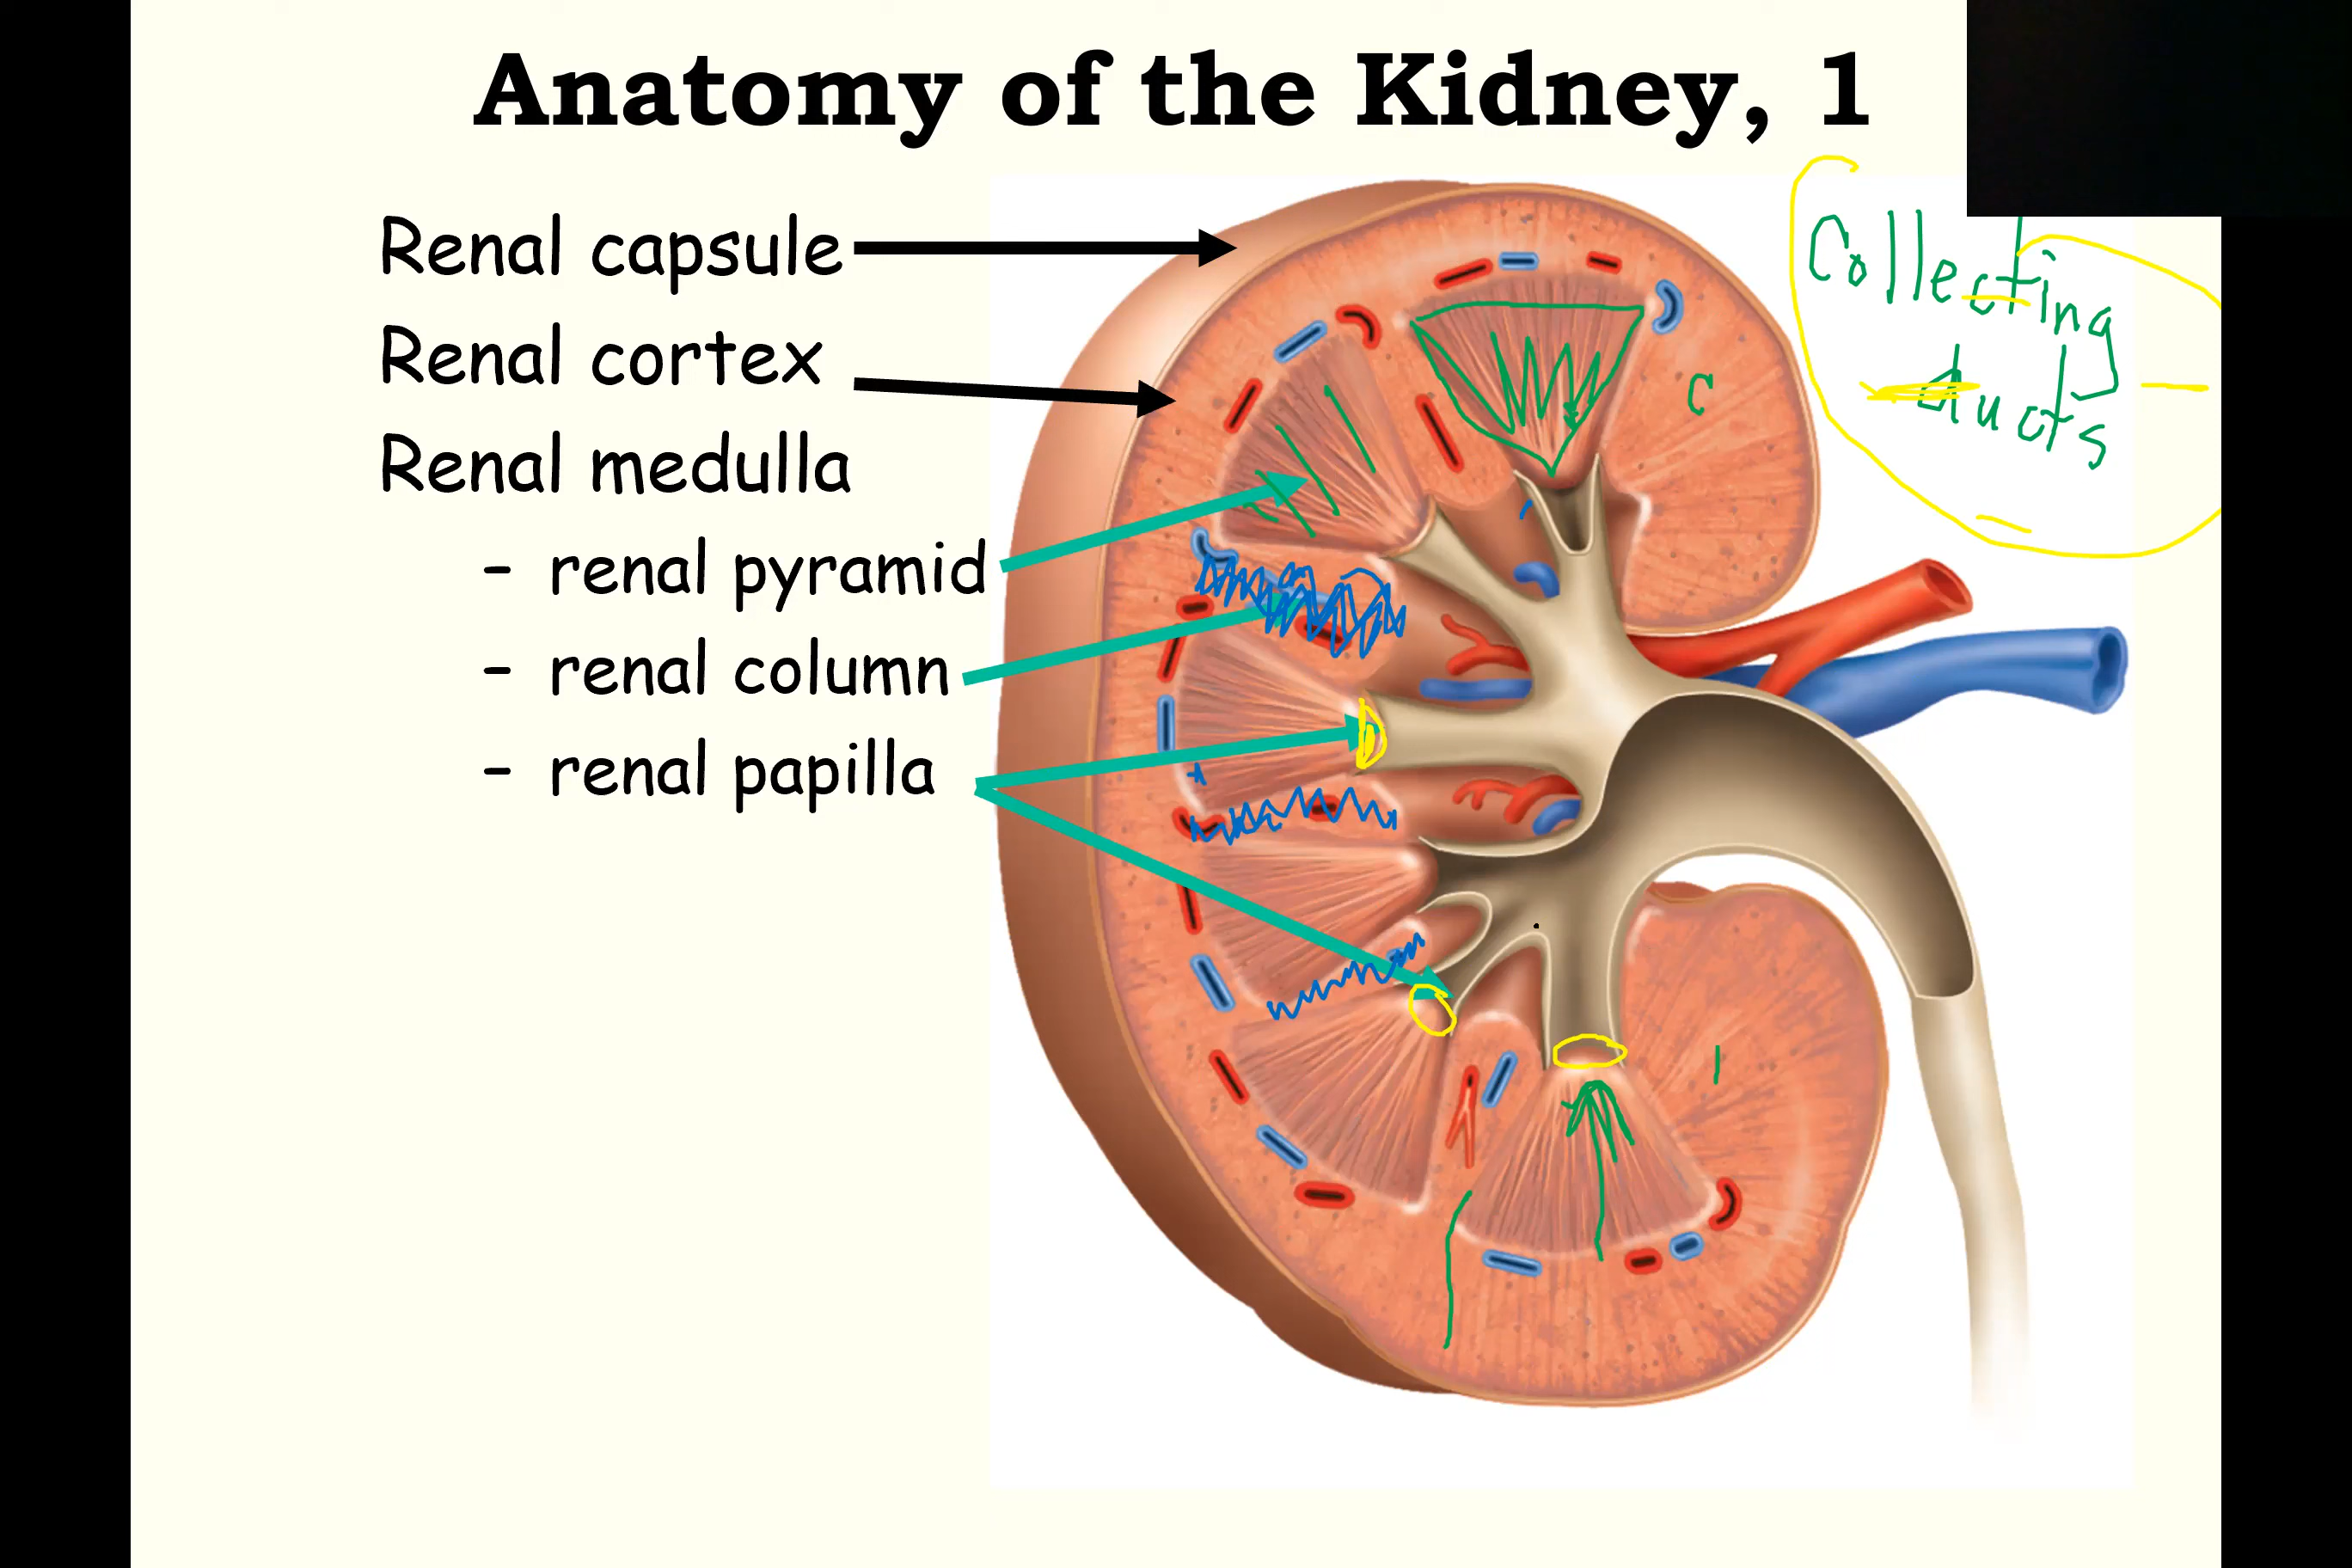 Anatomy of the Kidney, 1
Renal capsule
Renal cortex
Renal medulla
- renal pyramid
- renal column
- renal papilla
Collecting
ducts
C